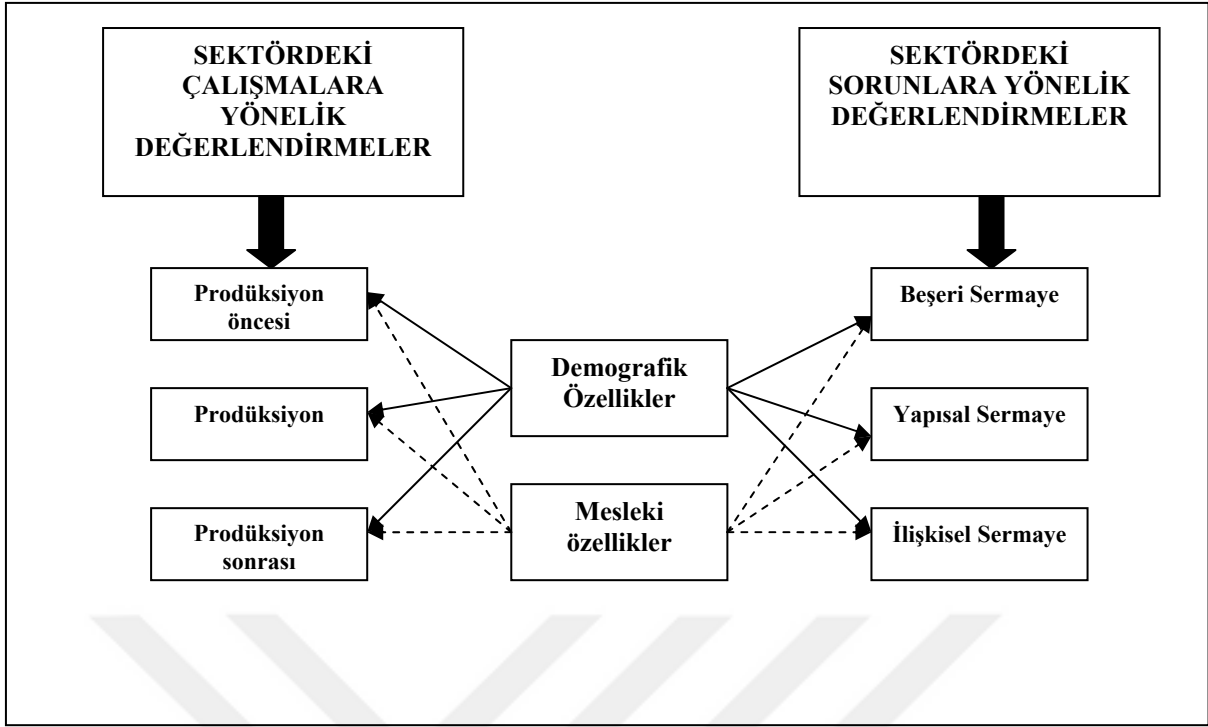 SEKTÖRDEKİ
ÇALIŞMALARA
YÖNELİK
DEĞERLENDİRMELER
SEKTÖRDEKİ
SORUNLARA YÖNELİK
DEĞERLENDİRMELER
Prodüksiyon
öncesi
Prodüksiyon
Prodüksiyon
sonrası
Demografik
Özellikler
Mesleki
özellikler
Beşeri Sermaye
Yapısal Sermaye
İlişkisel Sermaye